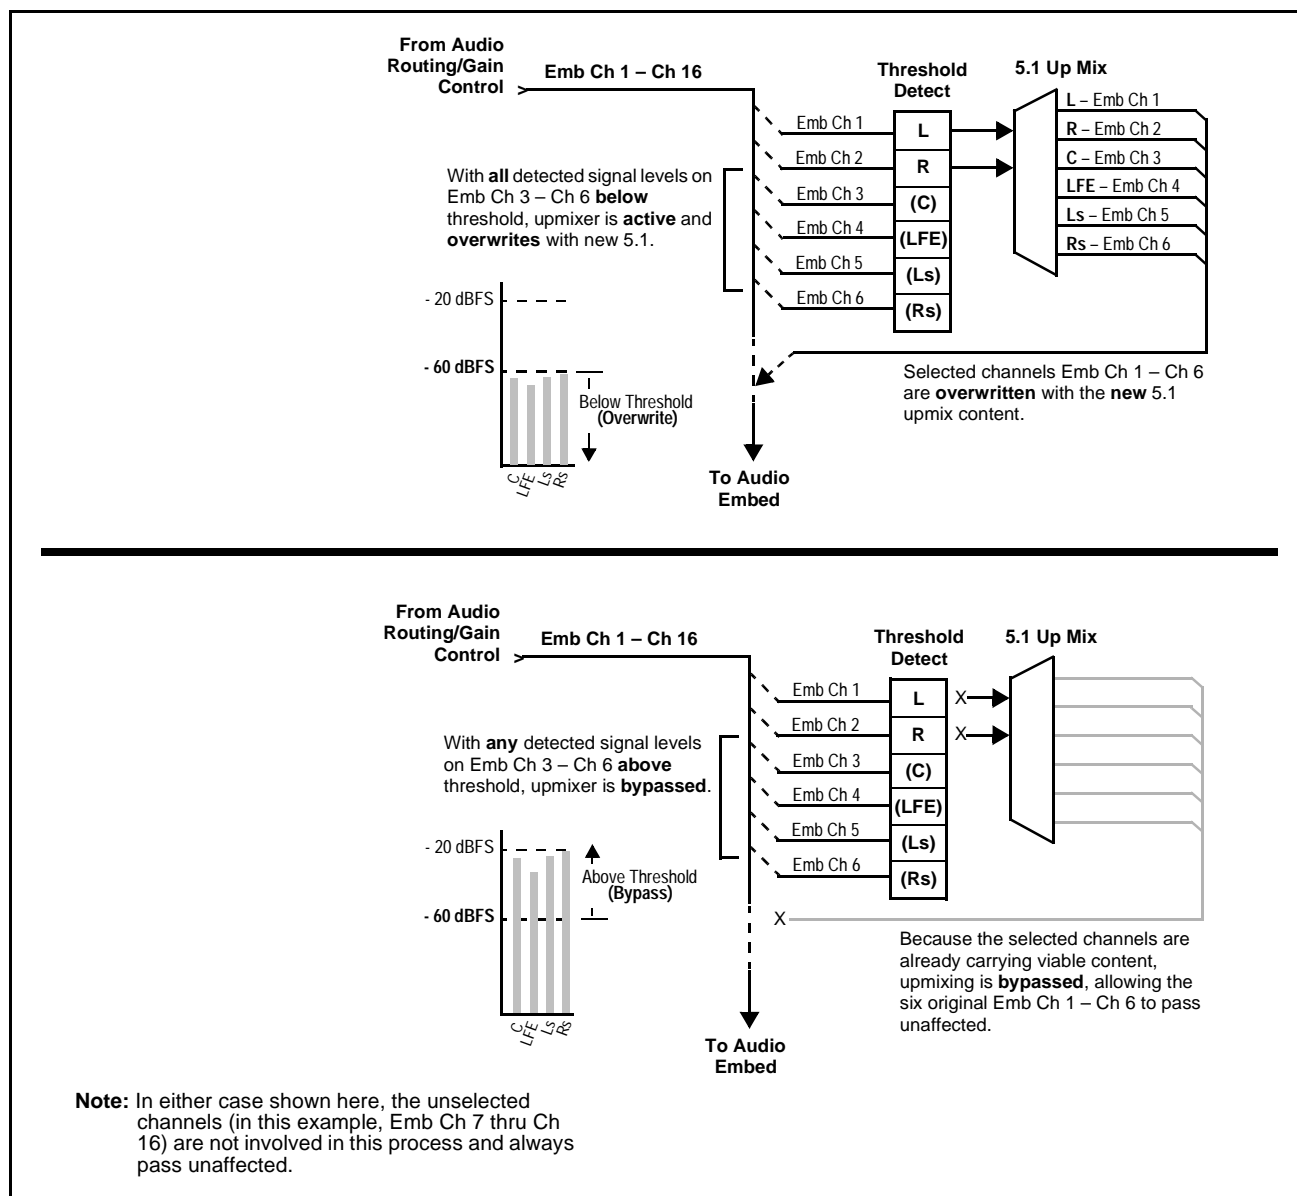 From Audio
Routing/Gain
Control
Emb Ch 1 – Ch 16
Threshold
Detect
5.1 Up Mix
Emb Ch 1
Emb Ch 2
Emb Ch 3
Emb Ch 4
Emb Ch 5
Emb Ch 6
L
R
(C)
(LFE)
(Ls)
(Rs)
L – Emb Ch 1
R – Emb Ch 2
C – Emb Ch 3
LFE – Emb Ch 4
Ls – Emb Ch 5
Rs – Emb Ch 6
With all detected signal levels on
Emb Ch 3 – Ch 6 below
threshold, upmixer is active and
overwrites with new 5.1.
- 20 dBFS
- 60 dBFS
Below Threshold
(Overwrite)
C
LFE
Ls
Rs
Selected channels Emb Ch 1 – Ch 6
are overwritten with the new 5.1
upmix content.
To Audio
Embed
From Audio
Routing/Gain
Control
Emb Ch 1 – Ch 16
Threshold
Detect
5.1 Up Mix
Emb Ch 1
Emb Ch 2
Emb Ch 3
Emb Ch 4
Emb Ch 5
Emb Ch 6
L
R
(C)
(LFE)
(Ls)
(Rs)
X
X
With any detected signal levels
on Emb Ch 3 – Ch 6 above
threshold, upmixer is bypassed.
- 20 dBFS
- 60 dBFS
Above Threshold
(Bypass)
C
LFE
Ls
Rs
X
Because the selected channels are
already carrying viable content,
upmixing is bypassed, allowing the
six original Emb Ch 1 – Ch 6 to pass
unaffected.
To Audio
Embed
Note: In either case shown here, the unselected
channels (in this example, Emb Ch 7 thru Ch
16) are not involved in this process and always
pass unaffected.